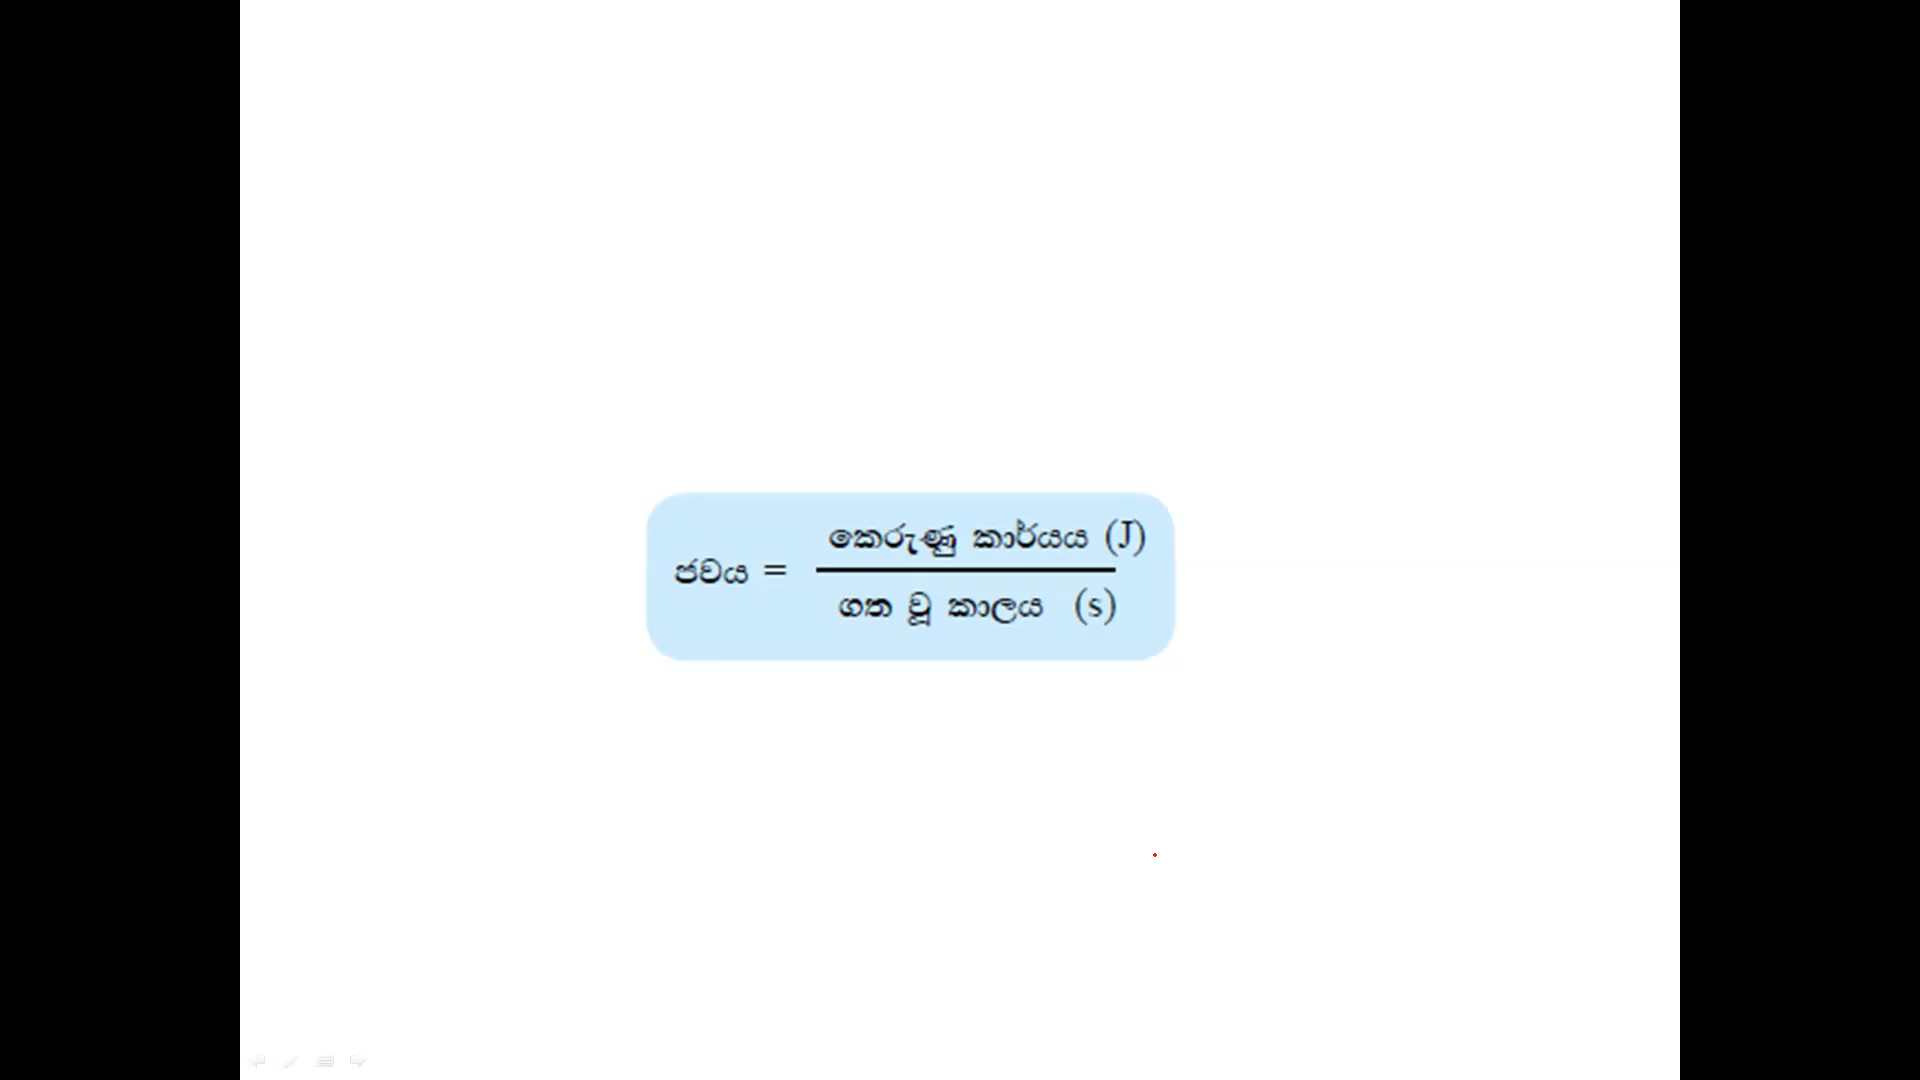 කෙරුණු කාර්යය (J)
ජවය =
ගත වූ කාලය (s)